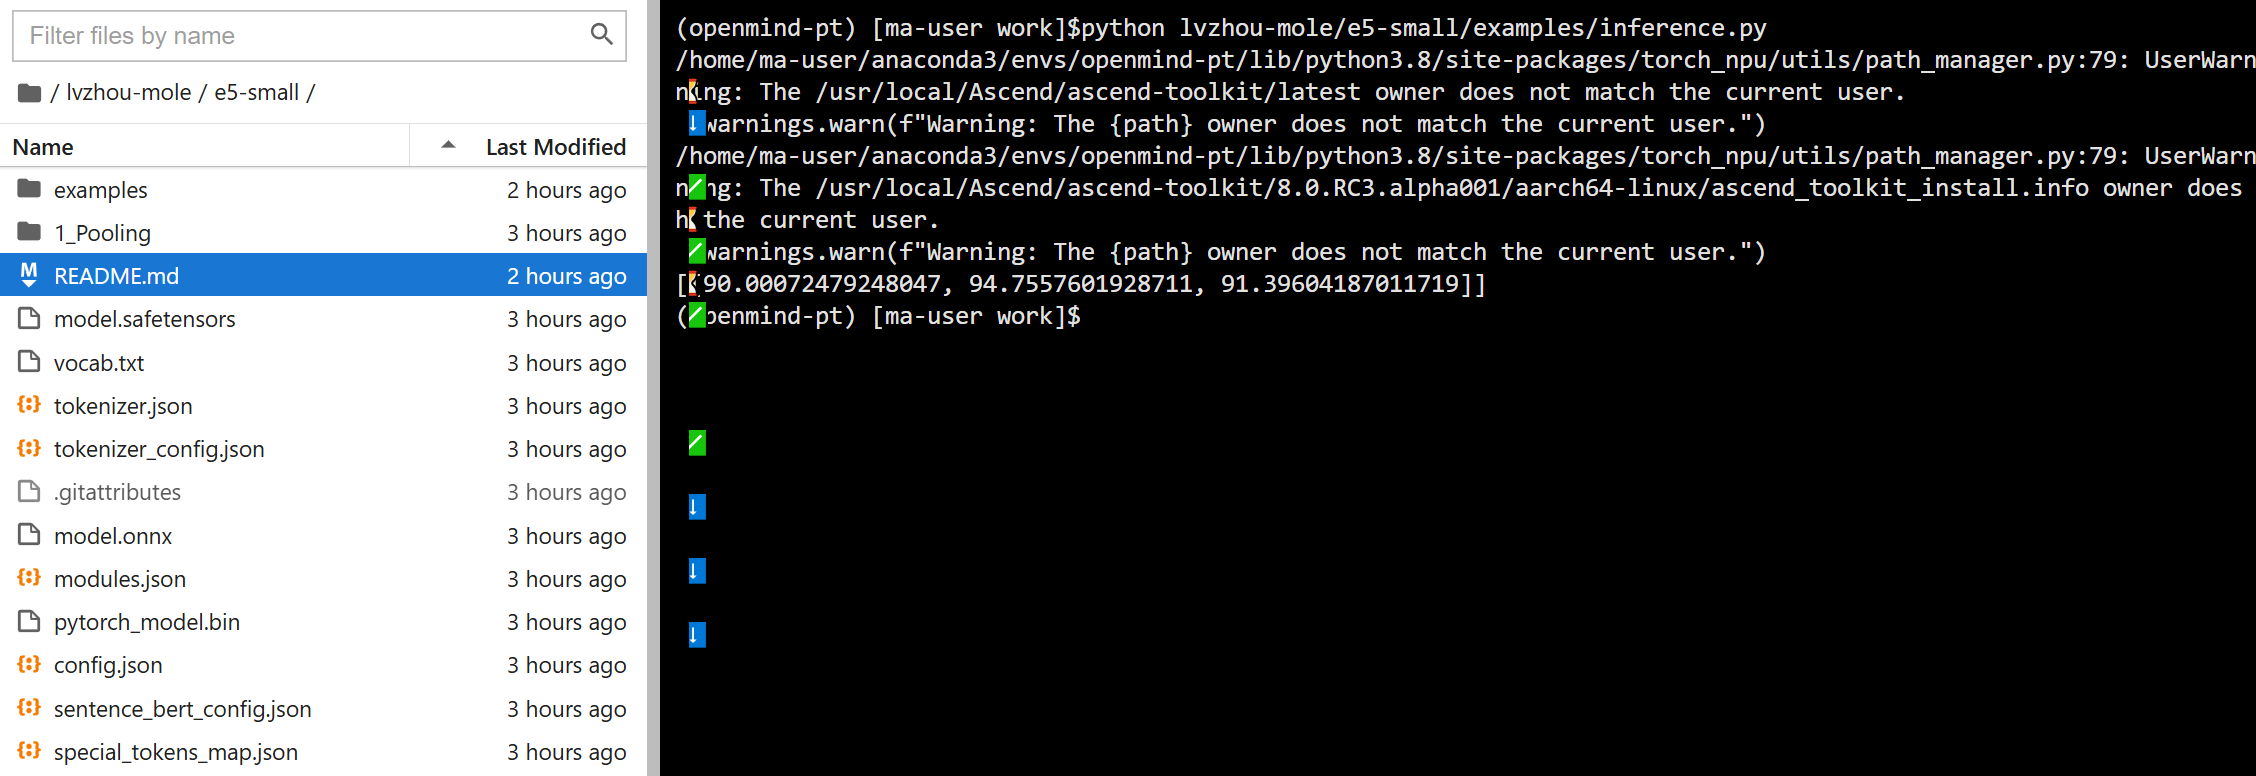 Filter files by name
/ lvzhou-mole / e5-small /
Name Last Modified
examples 2 hours ago
1_Pooling 3 hours ago
README.md 2 hours ago
model.safetensors 3 hours ago
vocab.txt 3 hours ago
tokenizer.json 3 hours ago
tokenizer_config.json 3 hours ago
.gitattributes 3 hours ago
model.onnx 3 hours ago
modules.json 3 hours ago
pytorch_model.bin 3 hours ago
config.json 3 hours ago
sentence_bert_config.json 3 hours ago
special_tokens_map.json 3 hours ago
(openmind-pt) [ma-user work]$python lvzhou-mole/e5-small/examples/inference.py
/home/ma-user/anaconda3/envs/openmind-pt/lib/python3.8/site-packages/torch_npu/utils/path_manager.py:79: UserWarn
ning: The /usr/local/Ascend/ascend-toolkit/latest owner does not match the current user.
warnings.warn(f"Warning: The {path} owner does not match the current user.")
/home/ma-user/anaconda3/envs/openmind-pt/lib/python3.8/site-packages/torch_npu/utils/path_manager.py:79: UserWarn
n ng: The /usr/local/Ascend/ascend-toolkit/8.0.RC3.alpha001/aarch64-linux/ascend_toolkit_install.info owner does
h the current user.
warnings.warn(f"Warning: The {path} owner does not match the current user.")
[[90.00072479248047, 94.7557601928711, 91.39604187011719]]
(openmind-pt) [ma-user work]$